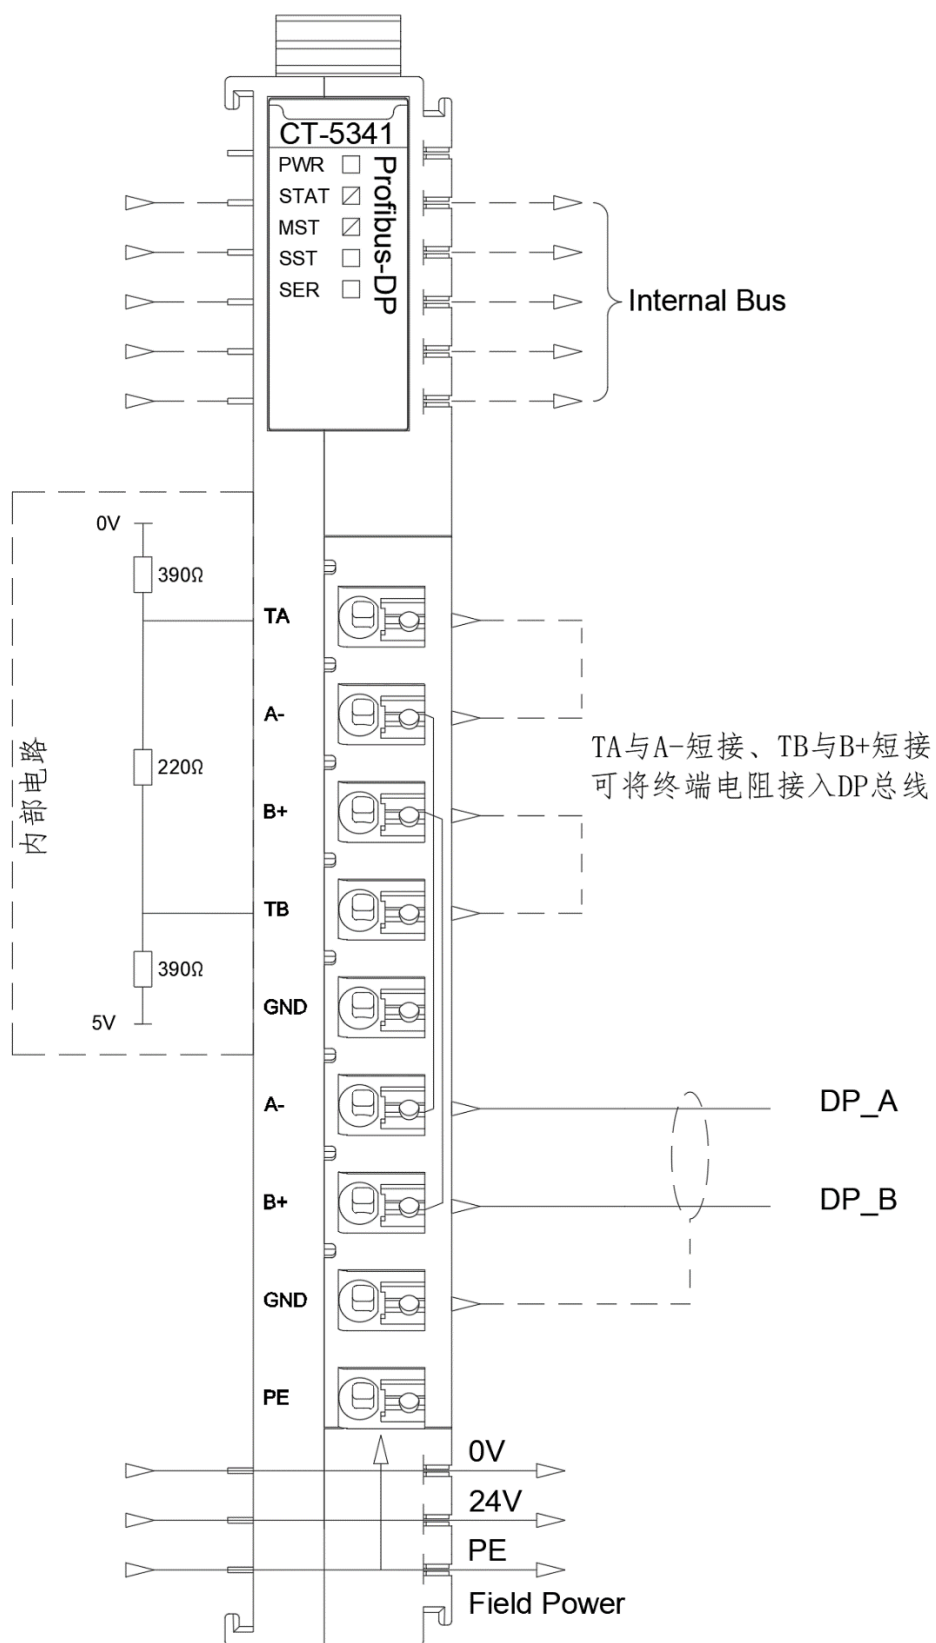 CT-5341
PWR
STAT
MST
SST
SER
Profibus-DP
Internal Bus
内部电路
0V
390Ω
220Ω
390Ω
5V
TA
A-
B+
TB
GND
A-
B+
GND
PE
TA与A-短接、TB与B+短接
可将终端电阻接入DP总线
DP_A
DP_B
0V
24V
PE
Field Power